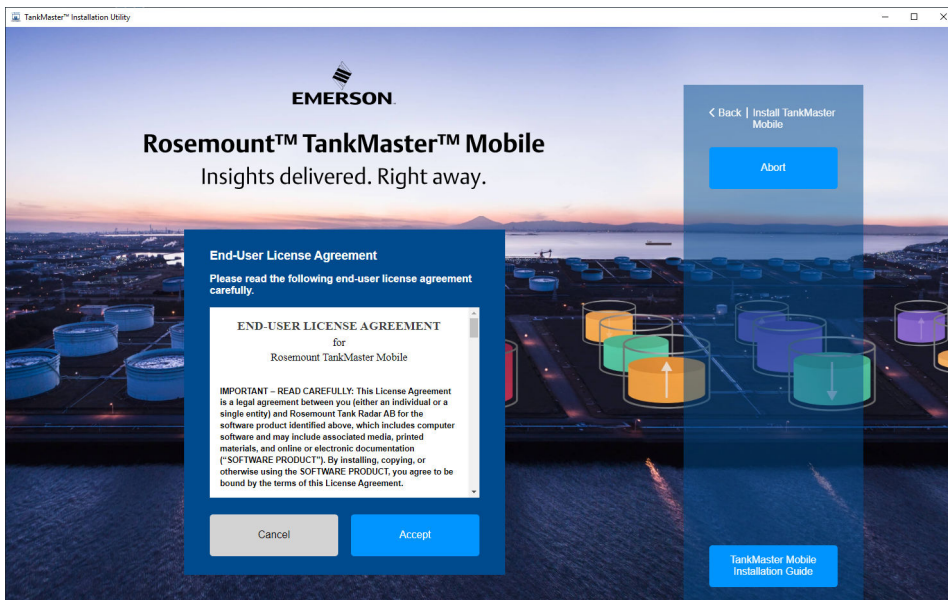 TankMaster™ Installation Utility
EMERSON.
Rosemount™ TankMaster™ Mobile
Insights delivered. Right away.
End-User License Agreement
Please read the following end-user license agreement
carefully.
END-USER LICENSE AGREEMENT
for
Rosemount TankMaster Mobile
IMPORTANT – READ CAREFULLY: This License Agreement
is a legal agreement between you (either an individual or a
single entity) and Rosemount Tank Radar AB for the
software product identified above, which includes computer
software and may include associated media, printed
materials, and online or electronic documentation
(“SOFTWARE PRODUCT”). By installing, copying, or
otherwise using the SOFTWARE PRODUCT, you agree to be
bound by the terms of this License Agreement.
Cancel
Accept
Back | Install TankMaster
Mobile
Abort
TankMaster Mobile
Installation Guide